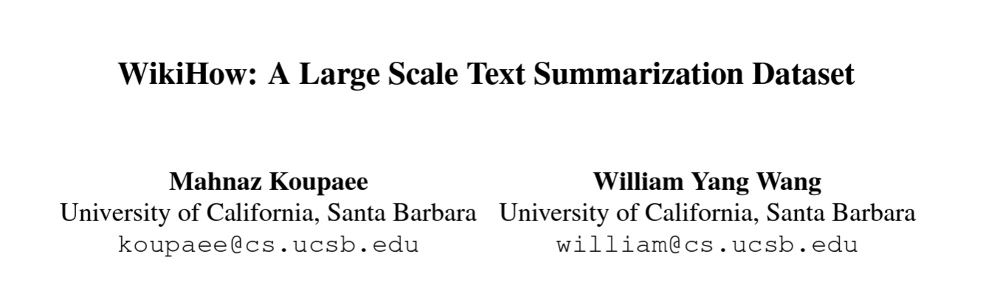 WikiHow: A Large Scale Text Summarization Dataset
Mahnaz Koupaee
University of California, Santa Barbara
koupaee@cs.ucsb.edu
William Yang Wang
University of California, Santa Barbara
william@cs.ucsb.edu